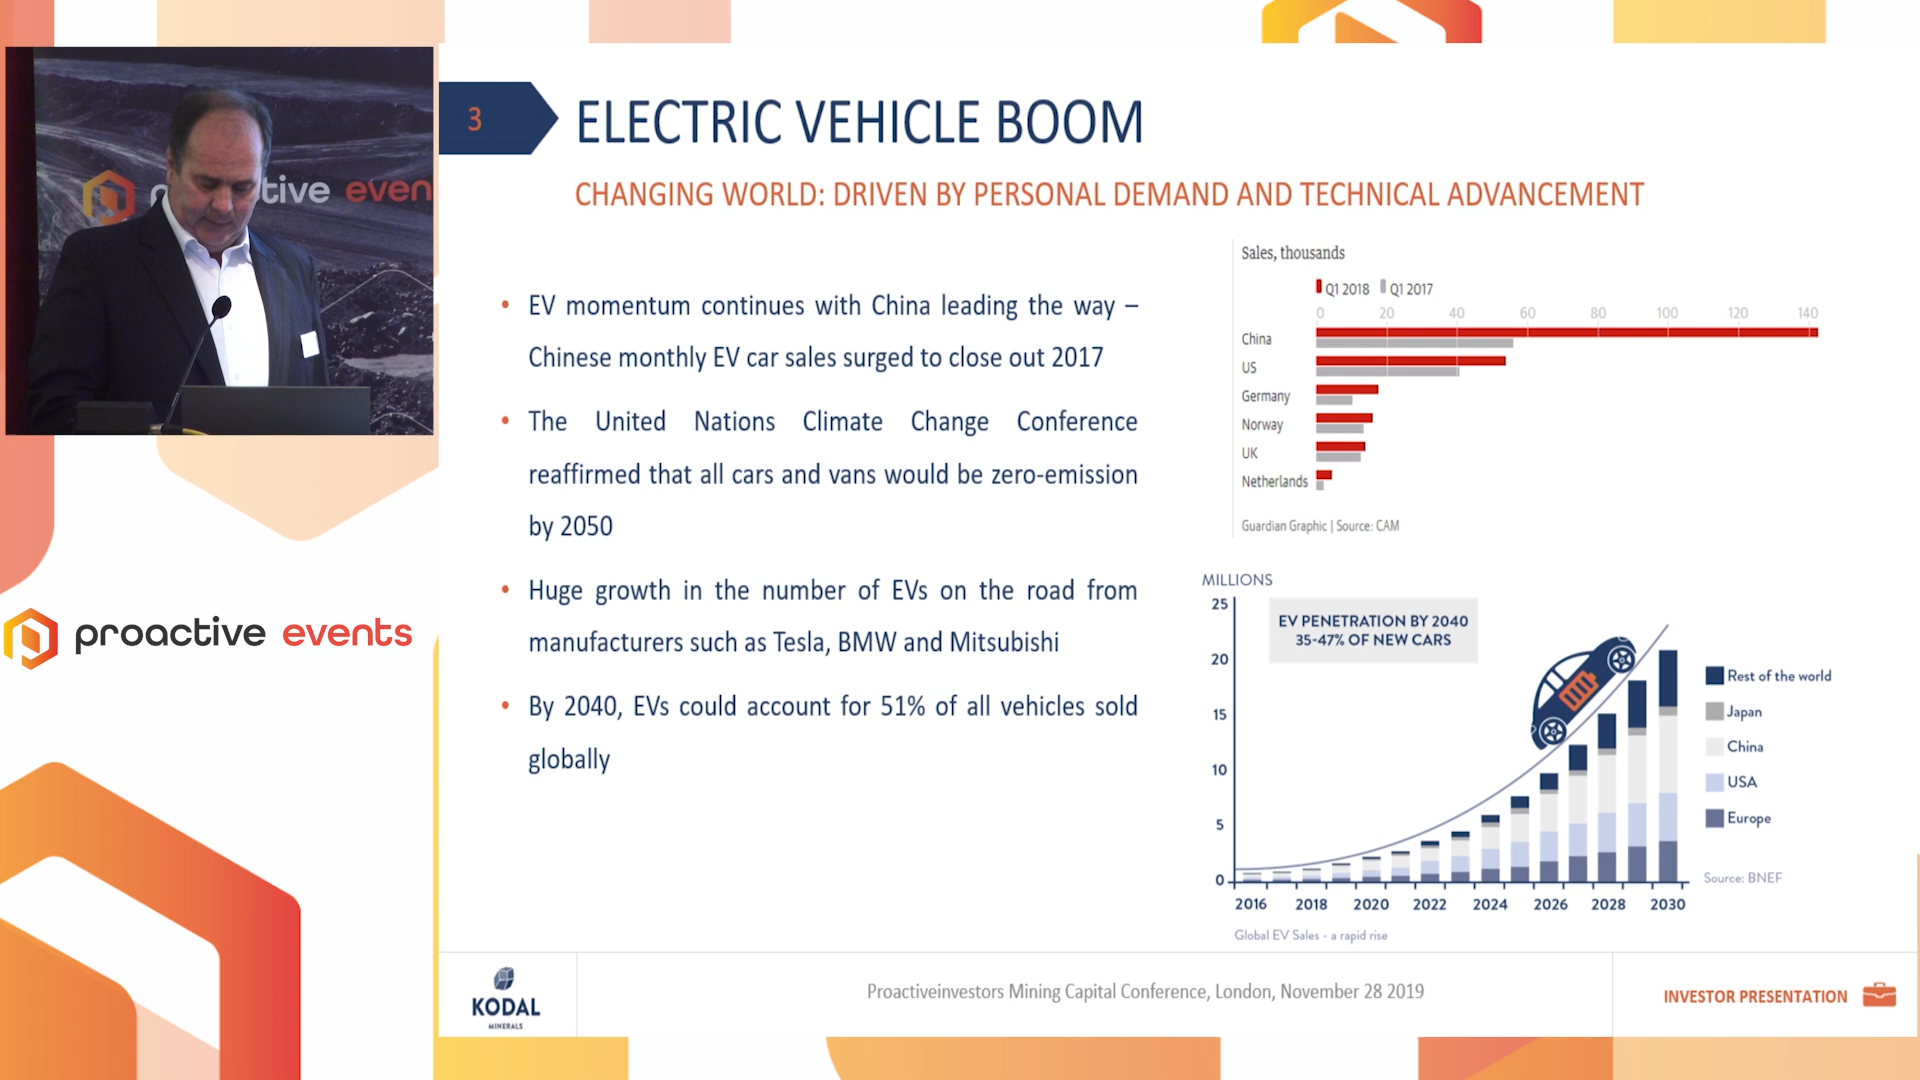 3
ELECTRIC VEHICLE BOOM
CHANGING WORLD: DRIVEN BY PERSONAL DEMAND AND TECHNICAL ADVANCEMENT
tive even
• EV momentum continues with China leading the way –
Chinese monthly EV car sales surged to close out 2017
• The United Nations Climate Change Conference
reaffirmed that all cars and vans would be zero-emission
by 2050
• Huge growth in the number of EVs on the road from
manufacturers such as Tesla, BMW and Mitsubishi
• By 2040, EVs could account for 51% of all vehicles sold
globally
Sales, thousands
Q1 2018 Q1 2017
0 20 40 60 80 100 120 140
China
US
Germany
Norway
UK
Netherlands
Guardian Graphic | Source: CAM
MILLIONS
25
20
15
10
5
0
EV PENETRATION BY 2040
35-47% OF NEW CARS
Rest of the world
Japan
China
USA
Europe
Source: BNEF
2016 2018 2020 2022 2024 2026 2028 2030
Global EV Sales - a rapid rise
proactive events
KODAL
MINERALS
Proactiveinvestors Mining Capital Conference, London, November 28 2019
INVESTOR PRESENTATION